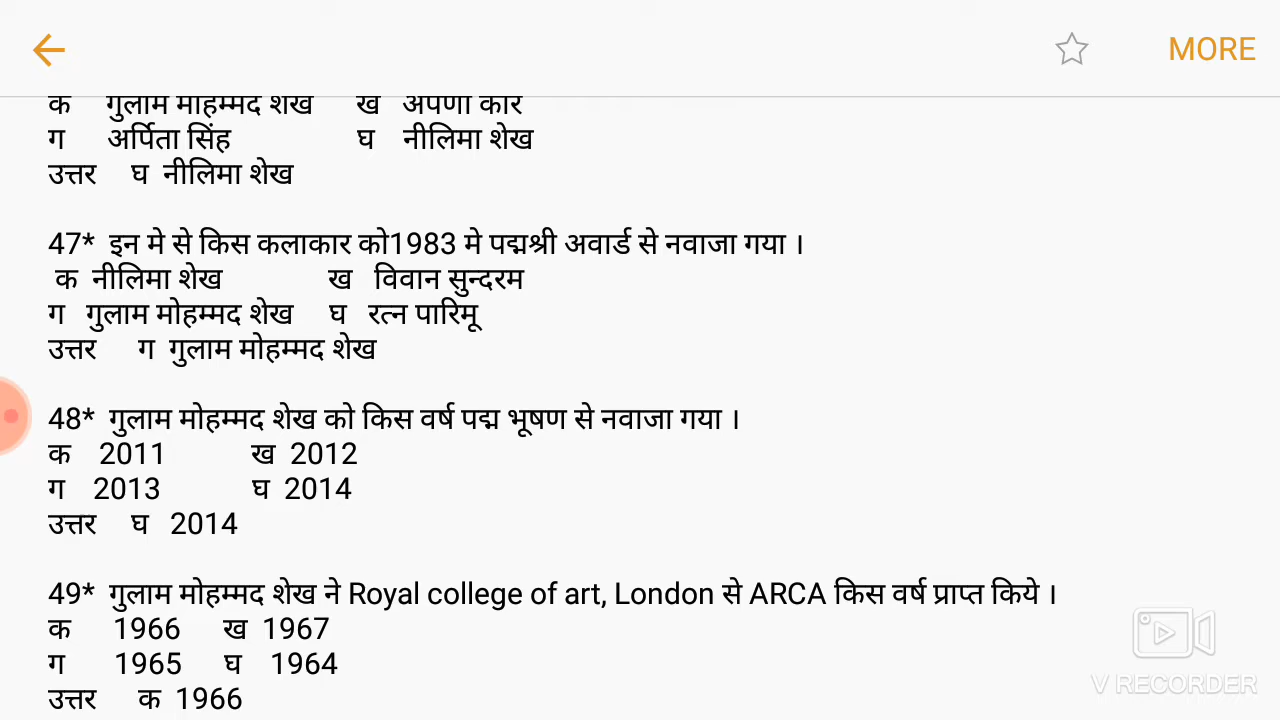 MORE
क गुलाम मोहम्मद शेख ख अपर्णा कौर
ग अर्पिता सिंह घ नीलिमा शेख
उत्तर घ नीलिमा शेख
47* इन मे से किस कलाकार को1983 मे पद्मश्री अवार्ड से नवाजा गया ।
क नीलिमा शेख ख विवान सुन्दरम
ग गुलाम मोहम्मद शेख घ रत्न पारिमू
उत्तर ग गुलाम मोहम्मद शेख
48* गुलाम मोहम्मद शेख को किस वर्ष पद्म भूषण से नवाजा गया ।
क 2011 ख 2012
ग 2013 घ 2014
उत्तर घ 2014
49* गुलाम मोहम्मद शेख ने Royal college of art, London से ARCA किस वर्ष प्राप्त किये ।
क 1966 ख 1967
ग 1965 घ 1964
उत्तर क 1966
V RECORDER